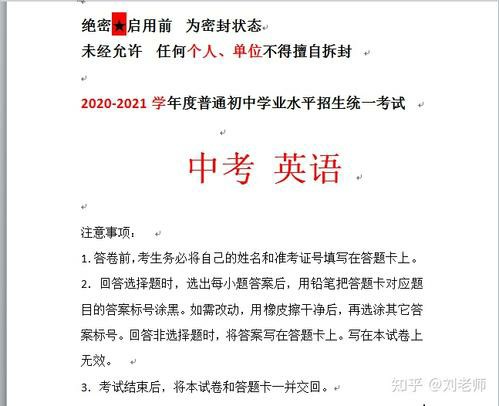 绝密★启用前 为密封状态
未经允许 任何个人、单位不得擅自拆封
2020-2021 学年度普通初中学业水平招生统一考试
中考 英语
注意事项：
1.答卷前,考生务必将自己的姓名和准考证号填写在答题卡上。
2．回答选择题时，选出每小题答案后，用铅笔把答题卡对应题
目的答案标号涂黑。如需改动，用橡皮擦干净后，再选涂其它答
案标号。回答非选择题时，将答案写在答题卡上。写在本试卷上
无效。
3．考试结束后，将本试卷和答题卡一并交回。
知乎 @刘老师